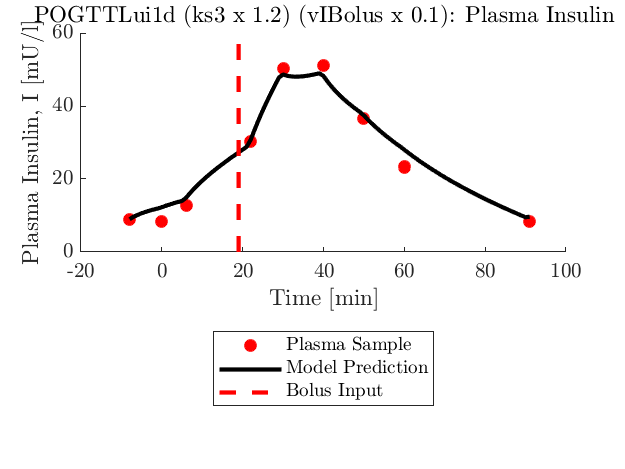 POGTTLui1d (ks3 x 1.2) (vIBolus x 0.1): Plasma Insulin
Plasma Insulin, I [mU/l]
60
40
20
0
-20 0 20 40 60 80 100
Time [min]
Plasma Sample
Model Prediction
Bolus Input